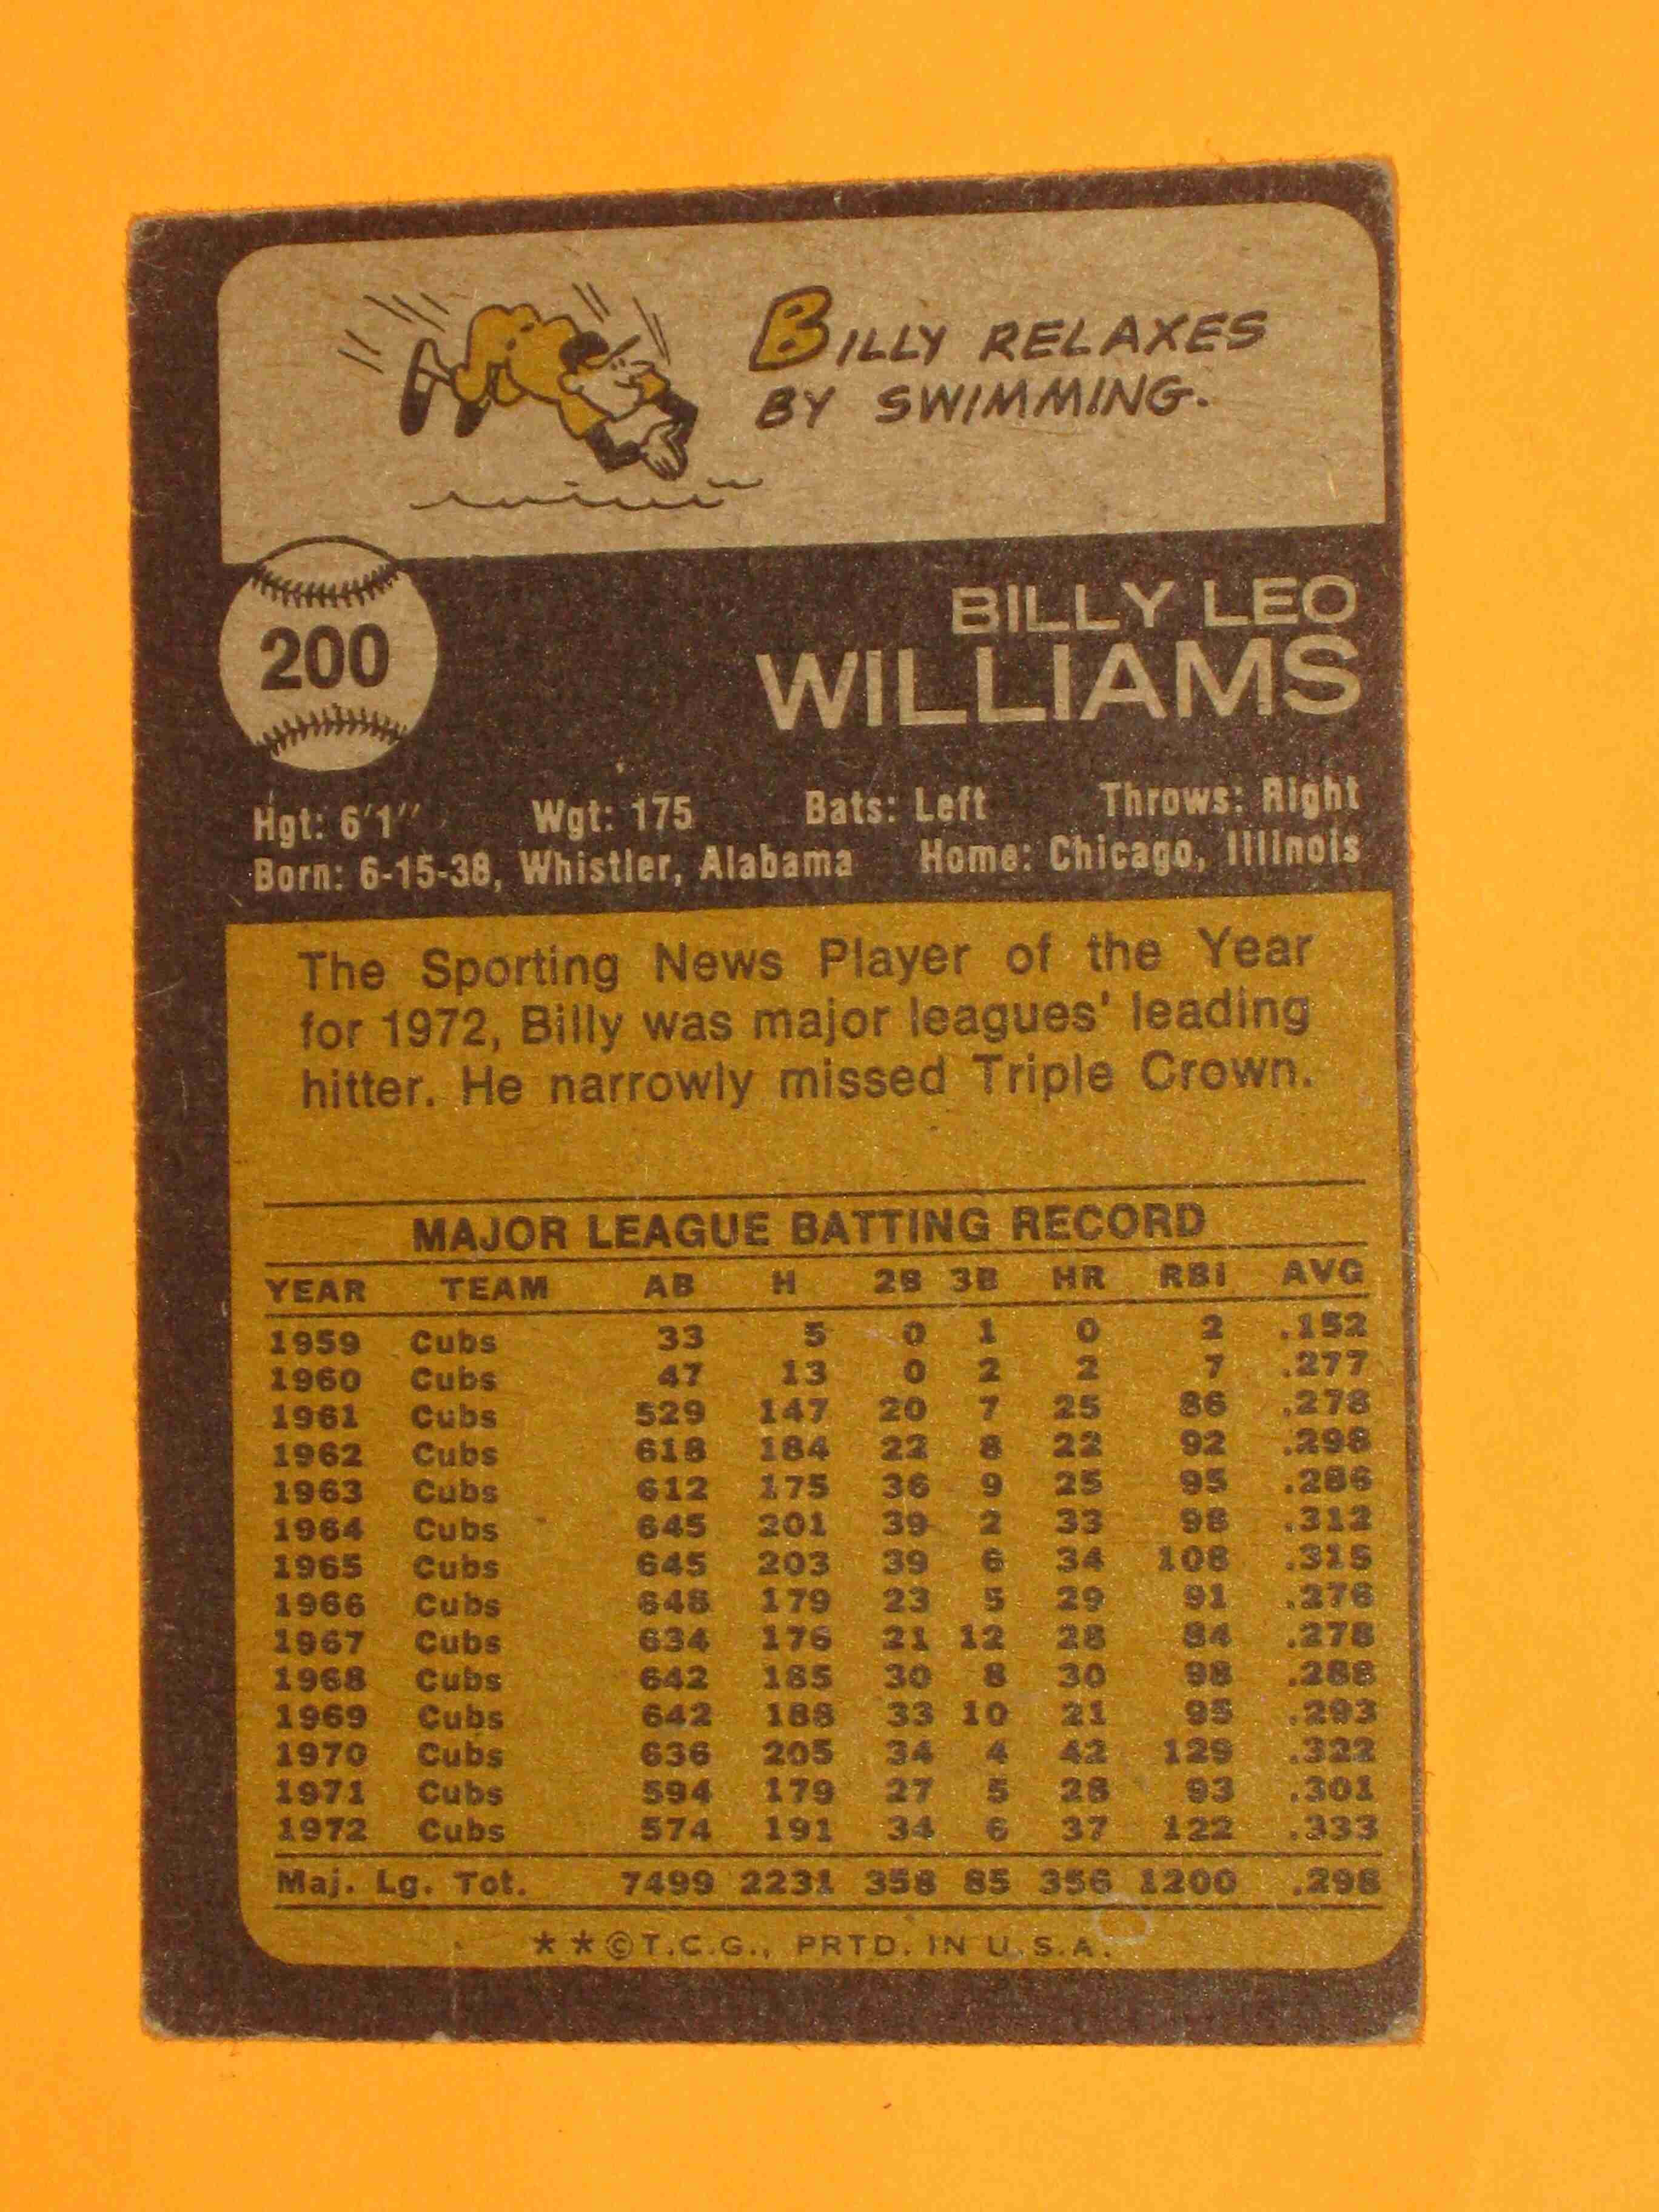 BILLY RELAXES
BY SWIMMING.
200
BILLY LEO
WILLIAMS
Hgt: 6'1" Wgt: 175 Bats: Left Throws: Right
Born: 6-15-38, Whistler, Alabama Home: Chicago, Illinois
The Sporting News Player of the Year
for 1972, Billy was major leagues' leading
hitter. He narrowly missed Triple Crown.
MAJOR LEAGUE BATTING RECORD
YEAR TEAM AB H 2B 3B HR RBI AVG
1959 Cubs 33 5 0 1 0 2 .152
1960 Cubs 47 13 0 2 2 7 .277
1961 Cubs 529 147 20 7 25 86 .278
1962 Cubs 618 184 22 8 22 92 .298
1963 Cubs 612 175 36 9 25 95 .286
1964 Cubs 645 201 39 2 33 98 .312
1965 Cubs 645 203 39 6 34 108 .315
1966 Cubs 648 179 23 5 29 91 .276
1967 Cubs 634 176 21 12 28 84 .278
1968 Cubs 642 185 30 8 30 98 .288
1969 Cubs 642 188 33 10 21 95 .293
1970 Cubs 636 205 34 4 42 129 .322
1971 Cubs 594 179 27 5 28 93 .301
1972 Cubs 574 191 34 6 37 122 .333
Maj. Lg. Tot. 7499 2231 358 85 356 1200 .298
**©T.C.G., PRTD. IN U.S.A.